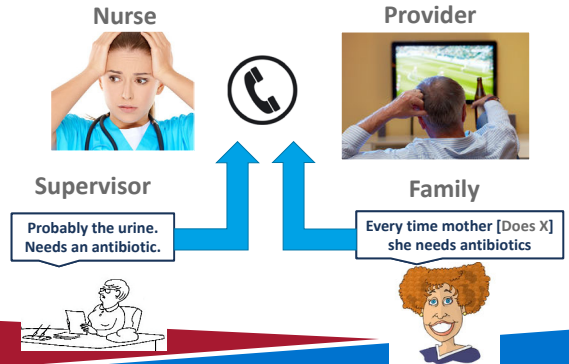 Nurse
Provider
Supervisor
Family
Probably the urine.
Needs an antibiotic.
Every time mother [Does X]
she needs antibiotics